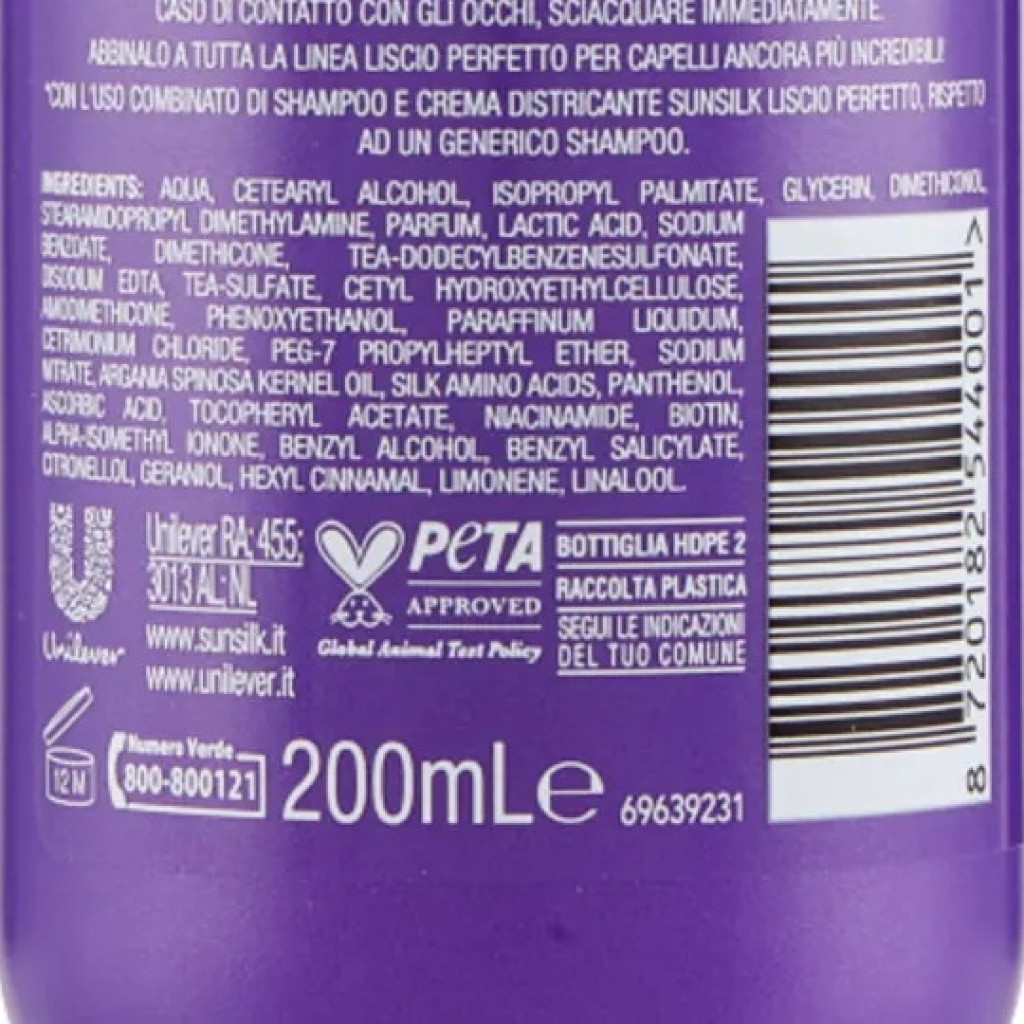 CASO DI CONTATTO CON GLI OCCHI, SCIACQUARE IMMEDIATAMENTE.
ABBINALO A TUTTA LA LINEA LISCIO PERFETTO PER CAPELLI ANCORA PIÙ INCREDIBILI!
*CON L'USO COMBINATO DI SHAMPOO E CREMA DISTRICANTE SUNSILK LISCIO PERFETTO, RISPETTO
AD UN GENERICO SHAMPOO.
INGREDIENTS: AQUA, CETEARYL ALCOHOL, ISOPROPYL PALMITATE, GLYCERIN, DIMETHICONOL,
STEARAMIDOPROPYL DIMETHYLAMINE, PARFUM, LACTIC ACID, SODIUM
BENZOATE, DIMETHICONE, TEA-DODECYLBENZENESULFONATE,
DISODIUM EDTA, TEA-SULFATE, CETYL HYDROXYETHYLCELLULOSE,
AMODIMETHICONE, PHENOXYETHANOL, PARAFFINUM LIQUIDUM,
CETRIMONIUM CHLORIDE, PEG-7 PROPYLHEPTYL ETHER, SODIUM
NITRATE, ARGANIA SPINOSA KERNEL OIL, SILK AMINO ACIDS, PANTHENOL,
ASCORBIC ACID, TOCOPHERYL ACETATE, NIACINAMIDE, BIOTIN,
ALPHA-ISOMETHYL IONONE, BENZYL ALCOHOL, BENZYL SALICYLATE,
CITRONELLOL, GERANIOL, HEXYL CINNAMAL, LIMONENE, LINALOOL.
Unilever
Unilever RA; 455;
3013 AL; NL
www.sunsilk.it
www.unilever.it
PETA
APPROVED
Global Animal Test Policy
BOTTIGLIA HDPE 2
RACCOLTA PLASTICA
SEGUI LE INDICAZIONI
DEL TUO COMUNE
12 M
Numero Verde
800-800121
200mL e
69639231
8 720182 544001 >